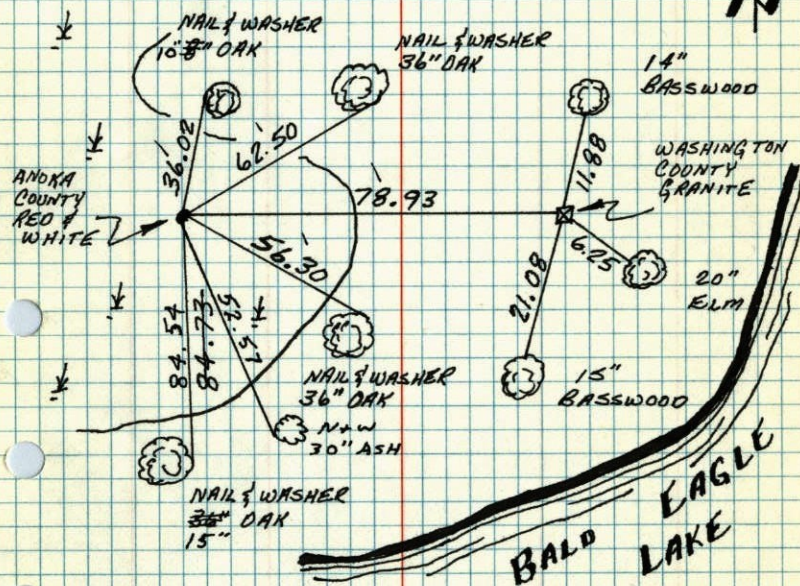 N
NAIL & WASHER
10" OAK
NAIL & WASHER
36" OAK
14"
BASSWOOD
36.02'
62.50'
11.88
WASHINGTON
COUNTY
GRANITE
ANOKA
COUNTY
RED &
WHITE
78.93'
56.30'
6.25
21.08
20"
ELM
84.54
84.73
52.57
NAIL & WASHER
36" OAK
15"
BASSWOOD
N+W
30" ASH
NAIL & WASHER
36" OAK
15"
BALD EAGLE
LAKE